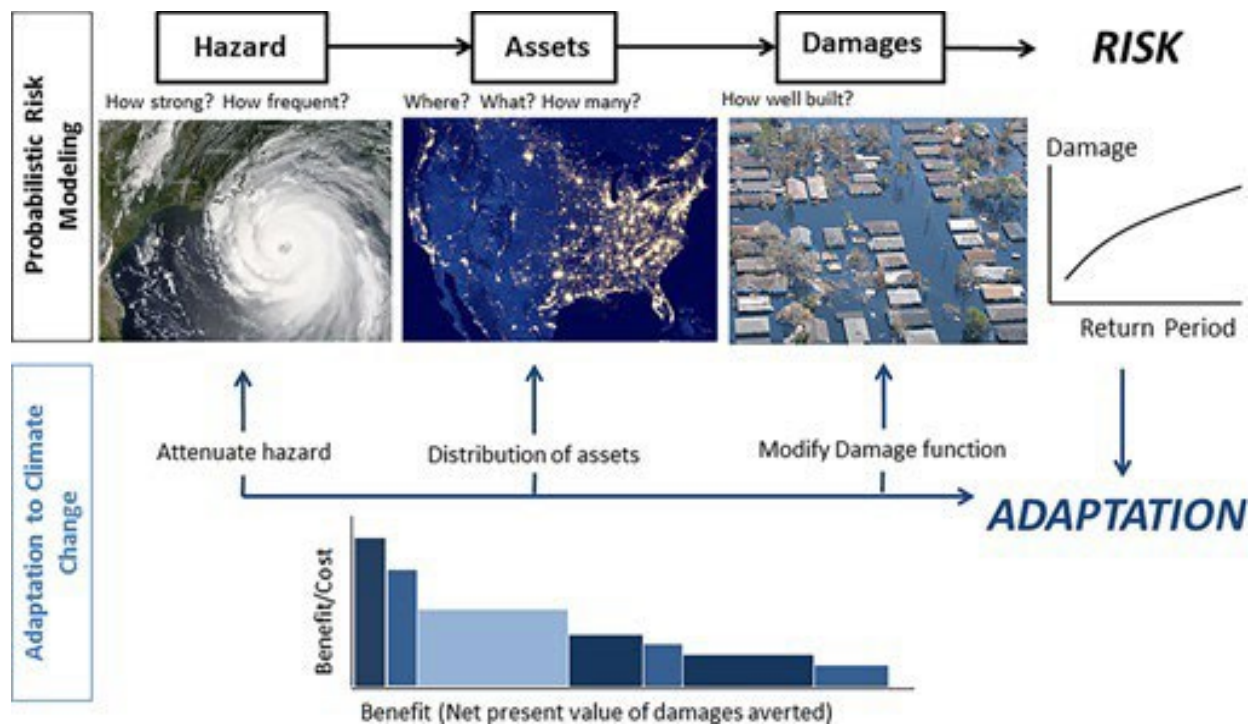 Probabilistic Risk
Modeling
Hazard
Assets
Damages
RISK
How strong? How frequent?
Where? What? How many?
How well built?
Damage
Return Period
Adaptation to Climate
Change
Attenuate hazard
Distribution of assets
Modify Damage function
ADAPTATION
Benefit/Cost
Benefit (Net present value of damages averted)